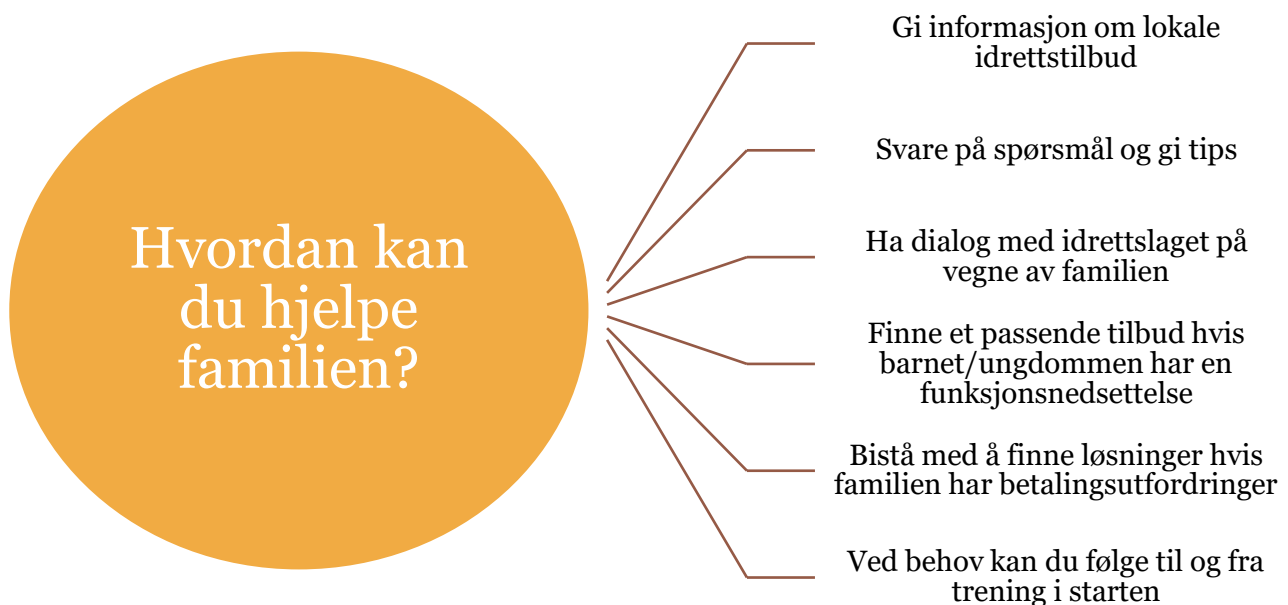 Hvordan kan
du hjelpe
familien?
Gi informasjon om lokale
idrettstilbud
Svare på spørsmål og gi tips
Ha dialog med idrettslaget på
vegne av familien
Finne et passende tilbud hvis
barnet/ungdommen har en
funksjonsnedsettelse
Bistå med å finne løsninger hvis
familien har betalingsutfordringer
Ved behov kan du følge til og fra
trening i starten